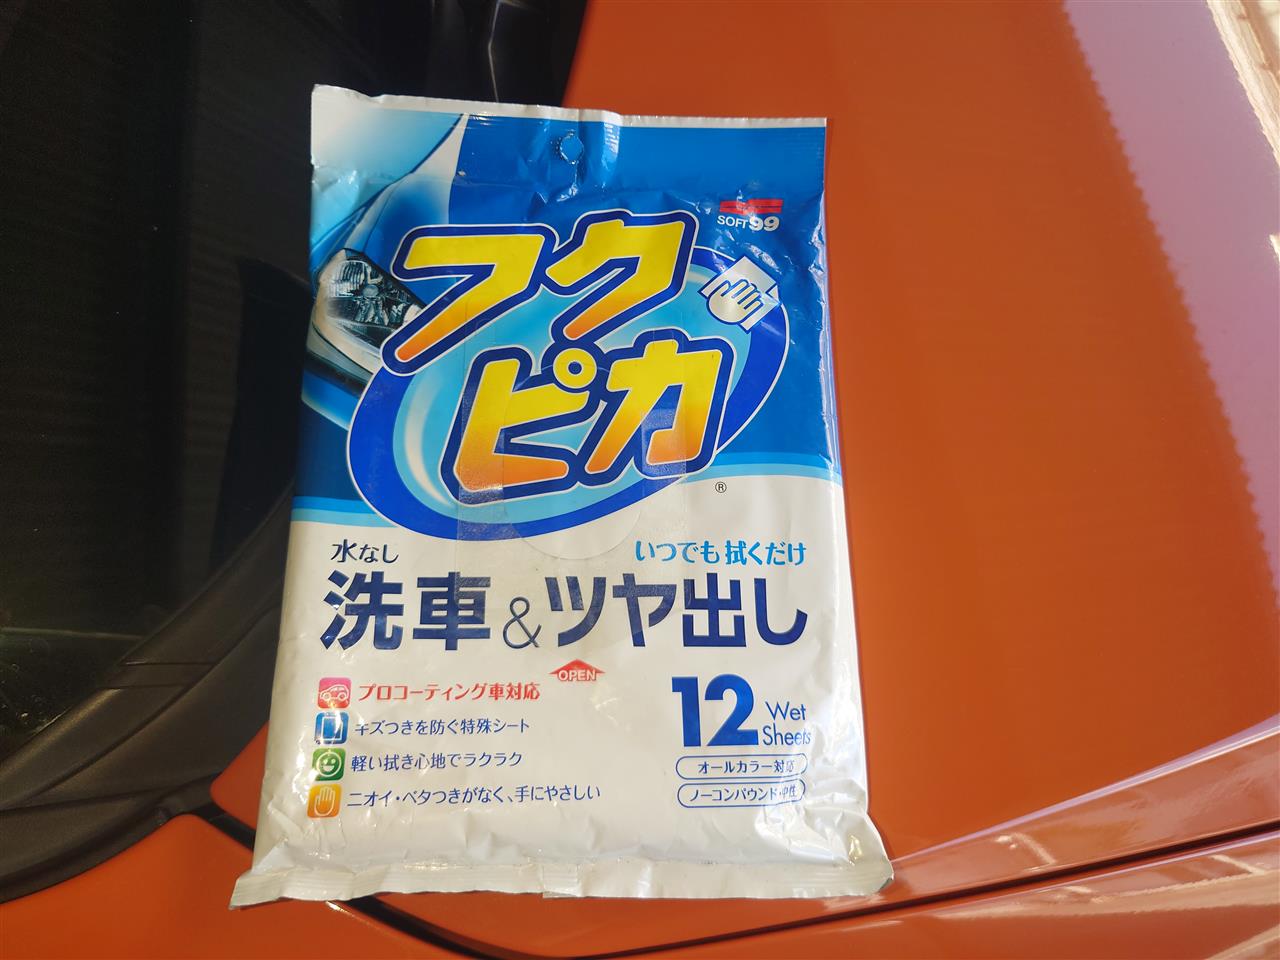 SOFT99
フクピカ
®
水なし
いつでも拭くだけ
洗車&ツヤ出し
OPEN
プロコーティング車対応
キズつきを防ぐ特殊シート
軽い拭き心地でラクラク
ニオイ・ベタつきがなく、手にやさしい
12 Wet Sheets
オールカラー対応
ノーコンパウンド・中性